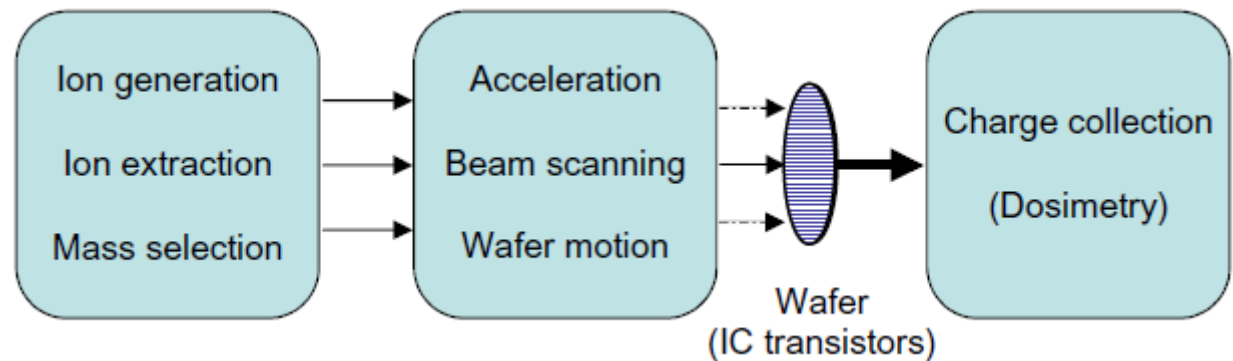 Ion generation
Ion extraction
Mass selection
Acceleration
Beam scanning
Wafer motion
Wafer
(IC transistors)
Charge collection
(Dosimetry)